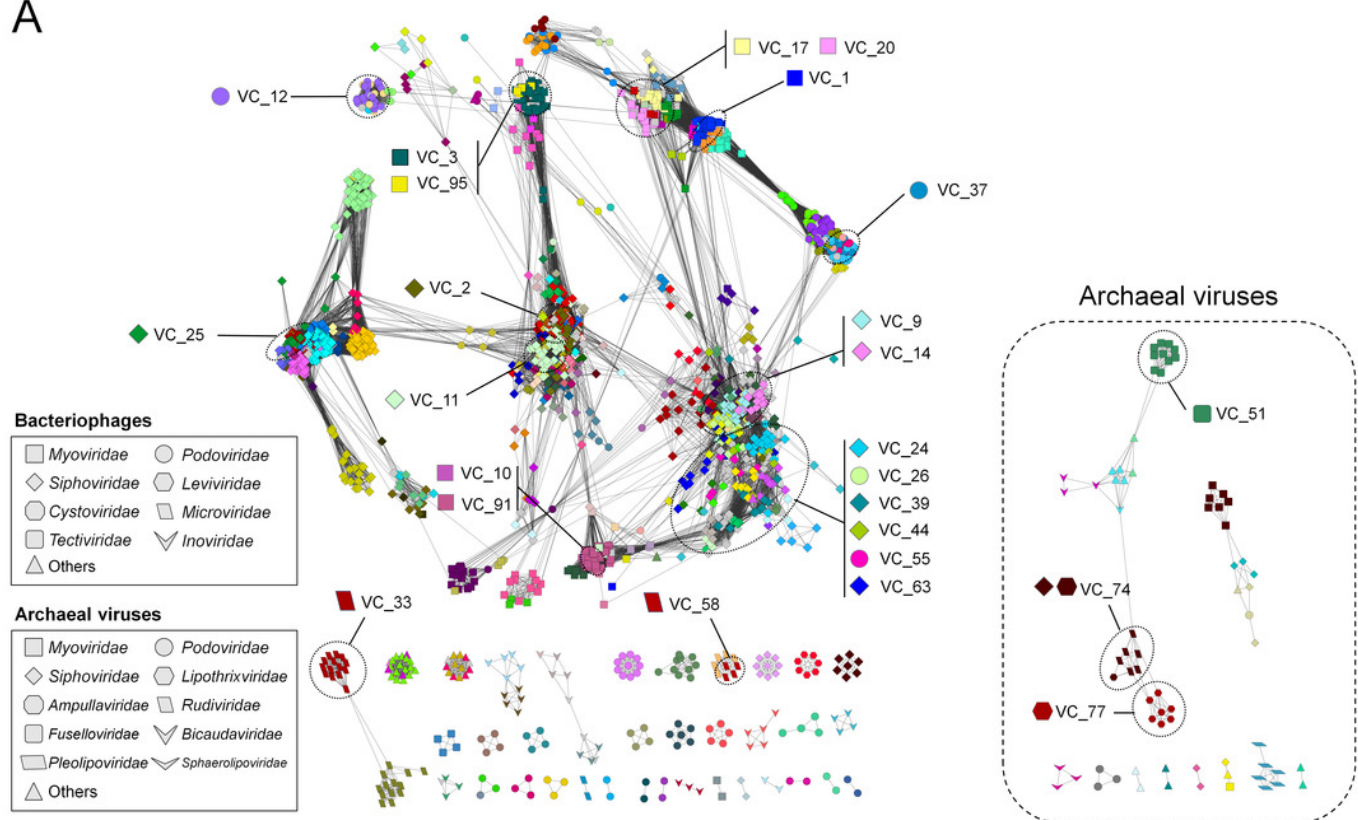 A
VC_17 VC_20
VC_1
VC_12
VC_3
VC_95
VC_37
VC_2
VC_25
VC_9
VC_14
VC_11
Archaeal viruses
VC_51
VC_24
VC_26
VC_39
VC_44
VC_55
VC_63
VC_10
VC_91
VC_74
VC_77
VC_33
VC_58
Bacteriophages
Myoviridae Podoviridae
Siphoviridae Leviviridae
Cystoviridae Microviridae
Tectiviridae Inoviridae
Others
Archaeal viruses
Myoviridae Podoviridae
Siphoviridae Lipothrixviridae
Ampullaviridae Rudiviridae
Fuselloviridae Bicaudaviridae
Pleolipoviridae Sphaerolipoviridae
Others